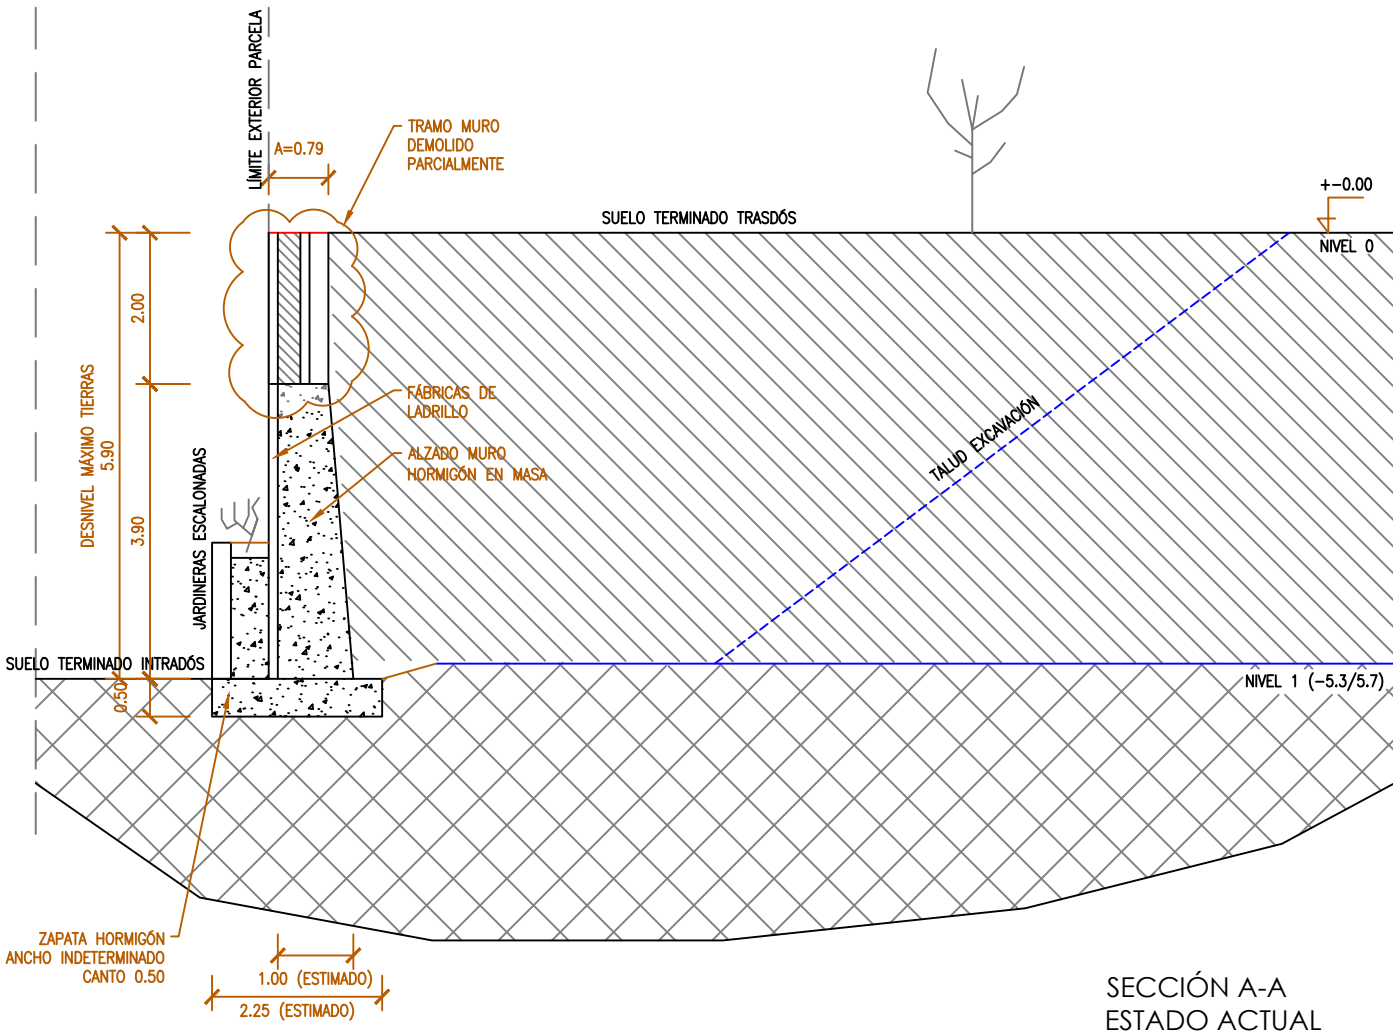 LÍMITE EXTERIOR PARCELA
A=0.79
TRAMO MURO
DEMOLIDO
PARCIALMENTE
SUELO TERMINADO TRASDÓS
+-0.00
NIVEL 0
2.00
DESNIVEL MÁXIMO TIERRAS
5.90
3.90
FÁBRICAS DE
LADRILLO
ALZADO MURO
HORMIGÓN EN MASA
TALUD EXCAVACIÓN
JARDINERAS ESCALONADAS
SUELO TERMINADO INTRADÓS
0.50
NIVEL 1 (-5.3/5.7)
ZAPATA HORMIGÓN
ANCHO INDETERMINADO
CANTO 0.50
1.00 (ESTIMADO)
2.25 (ESTIMADO)
SECCIÓN A-A
ESTADO ACTUAL